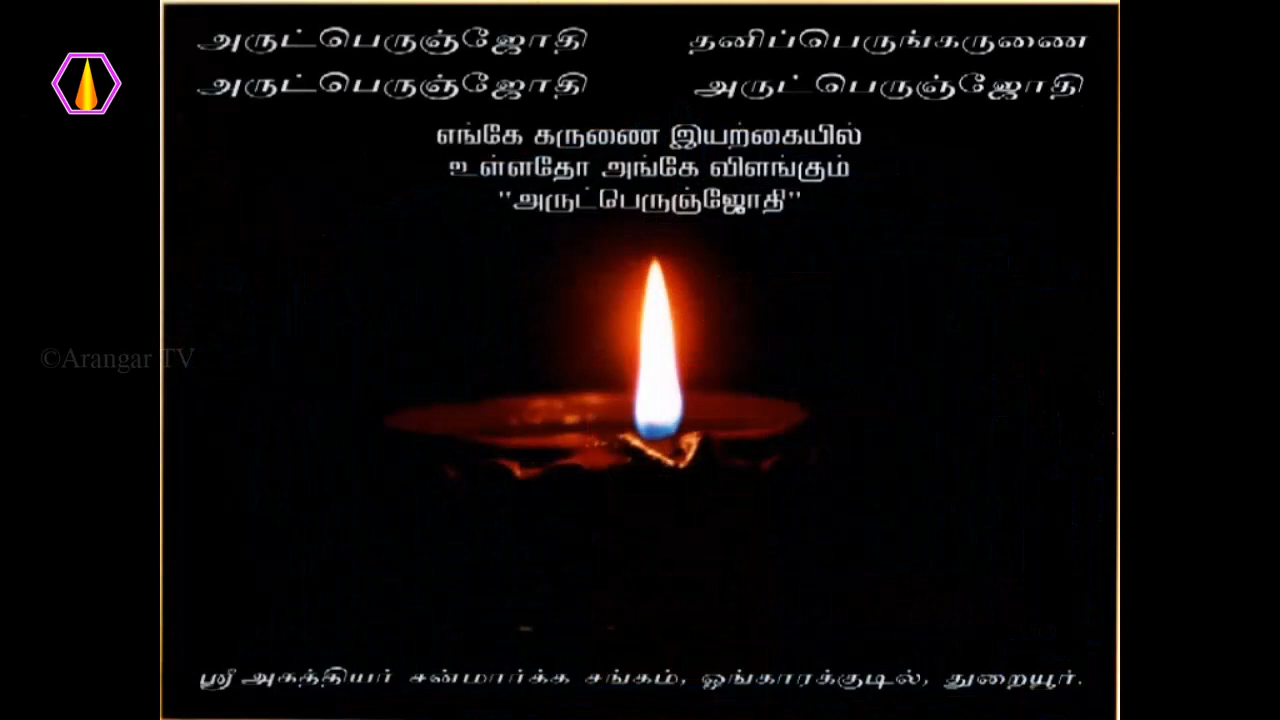 அருட்பெருஞ்ஜோதி தனிப்பெருங்கருணை
அருட்பெருஞ்ஜோதி அருட்பெருஞ்ஜோதி
எங்கே கருணை இயற்கையில்
உள்ளதோ அங்கே விளங்கும்
"அருட்பெருஞ்ஜோதி"
©Arangar TV
ஸ்ரீ அகத்தியர் சன்மார்க்க சங்கம், ஓங்காரக்குடில், துறையூர்.